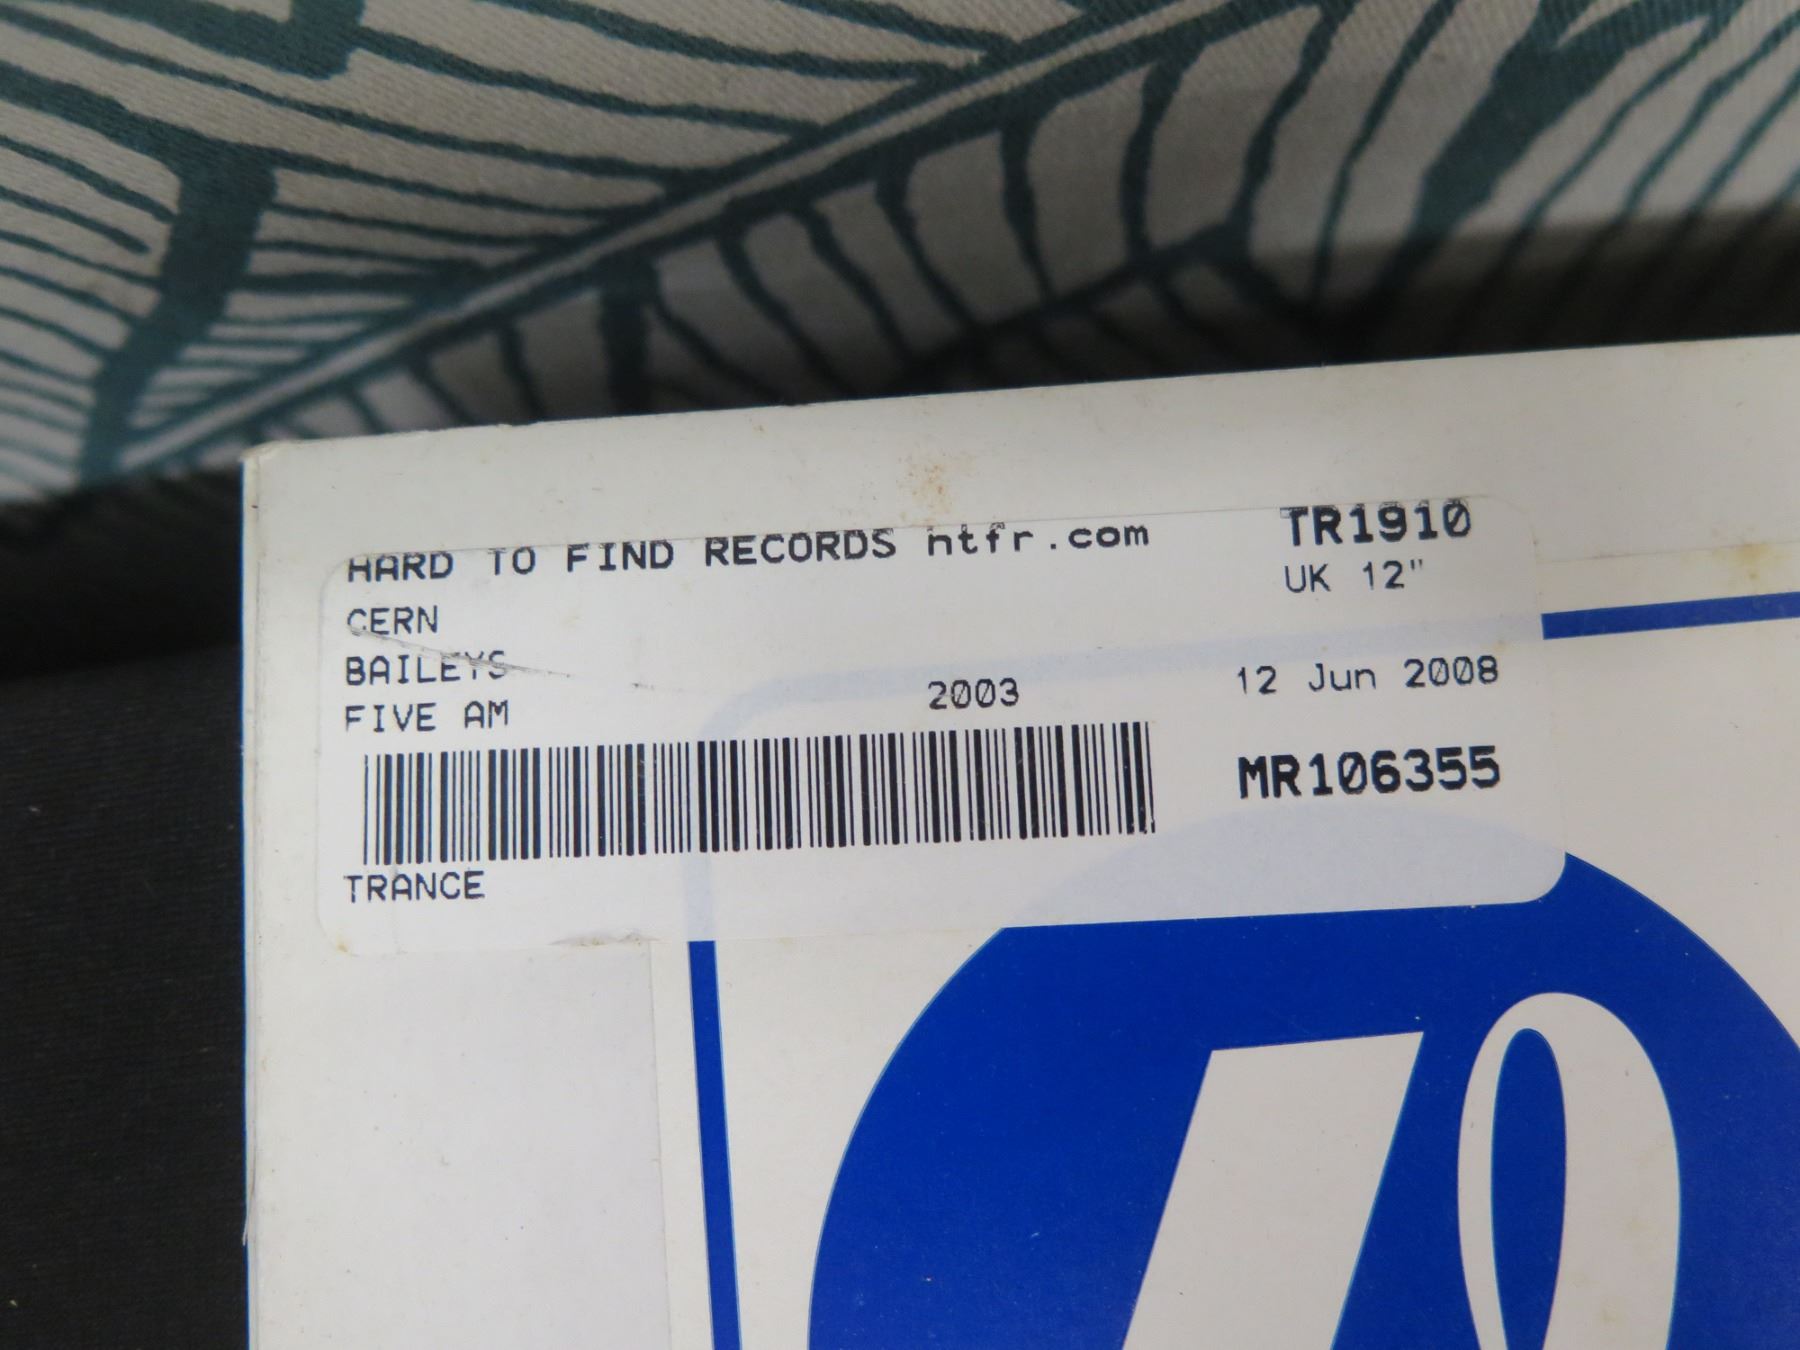 HARD TO FIND RECORDS htfr.com TR1910
UK 12"
CERN
BAILEYS
FIVE AM 2003 12 Jun 2008
MR106355
TRANCE